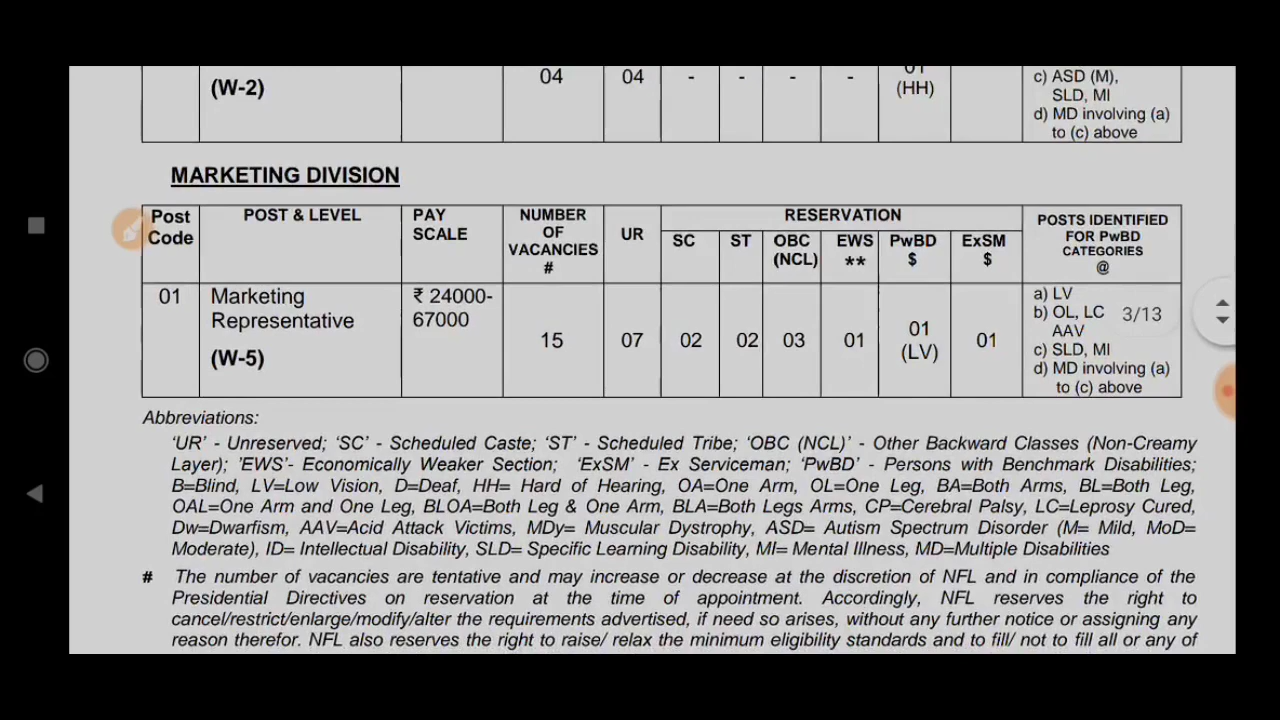 (W-2) 04 04 - - - - 01 c) ASD (M),
(HH) SLD, MI
d) MD involving (a)
to (c) above
MARKETING DIVISION
Post Code POST & LEVEL PAY SCALE NUMBER OF VACANCIES # UR RESERVATION POSTS IDENTIFIED FOR PwBD CATEGORIES @
SC ST OBC (NCL) EWS ** PwBD $ ExSM $
01 Marketing Representative (W-5) ₹ 24000-67000 15 07 02 02 03 01 01 (LV) 01
a) LV
b) OL, LC 3/13
AAV
c) SLD, MI
d) MD involving (a)
to (c) above
Abbreviations:
‘UR’ - Unreserved; ‘SC’ - Scheduled Caste; ‘ST’ - Scheduled Tribe; ‘OBC (NCL)’ - Other Backward Classes (Non-Creamy
Layer); ’EWS’- Economically Weaker Section; ‘ExSM’ - Ex Serviceman; ‘PwBD’ - Persons with Benchmark Disabilities;
B=Blind, LV=Low Vision, D=Deaf, HH= Hard of Hearing, OA=One Arm, OL=One Leg, BA=Both Arms, BL=Both Leg,
OAL=One Arm and One Leg, BLOA=Both Leg & One Arm, BLA=Both Legs Arms, CP=Cerebral Palsy, LC=Leprosy Cured,
Dw=Dwarfism, AAV=Acid Attack Victims, MDy= Muscular Dystrophy, ASD= Autism Spectrum Disorder (M= Mild, MoD=
Moderate), ID= Intellectual Disability, SLD= Specific Learning Disability, MI= Mental Illness, MD=Multiple Disabilities
# The number of vacancies are tentative and may increase or decrease at the discretion of NFL and in compliance of the
Presidential Directives on reservation at the time of appointment. Accordingly, NFL reserves the right to
cancel/restrict/enlarge/modify/alter the requirements advertised, if need so arises, without any further notice or assigning any
reason therefor. NFL also reserves the right to raise/ relax the minimum eligibility standards and to fill/ not to fill all or any of